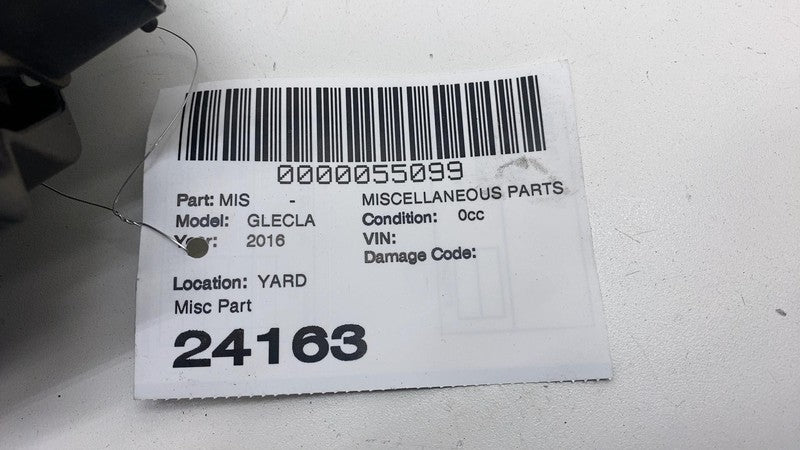 0000055099
Part: MIS - MISCELLANEOUS PARTS
Model: GLECLA Condition: 0cc
2016 VIN:
Damage Code:
Location: YARD
Misc Part
24163